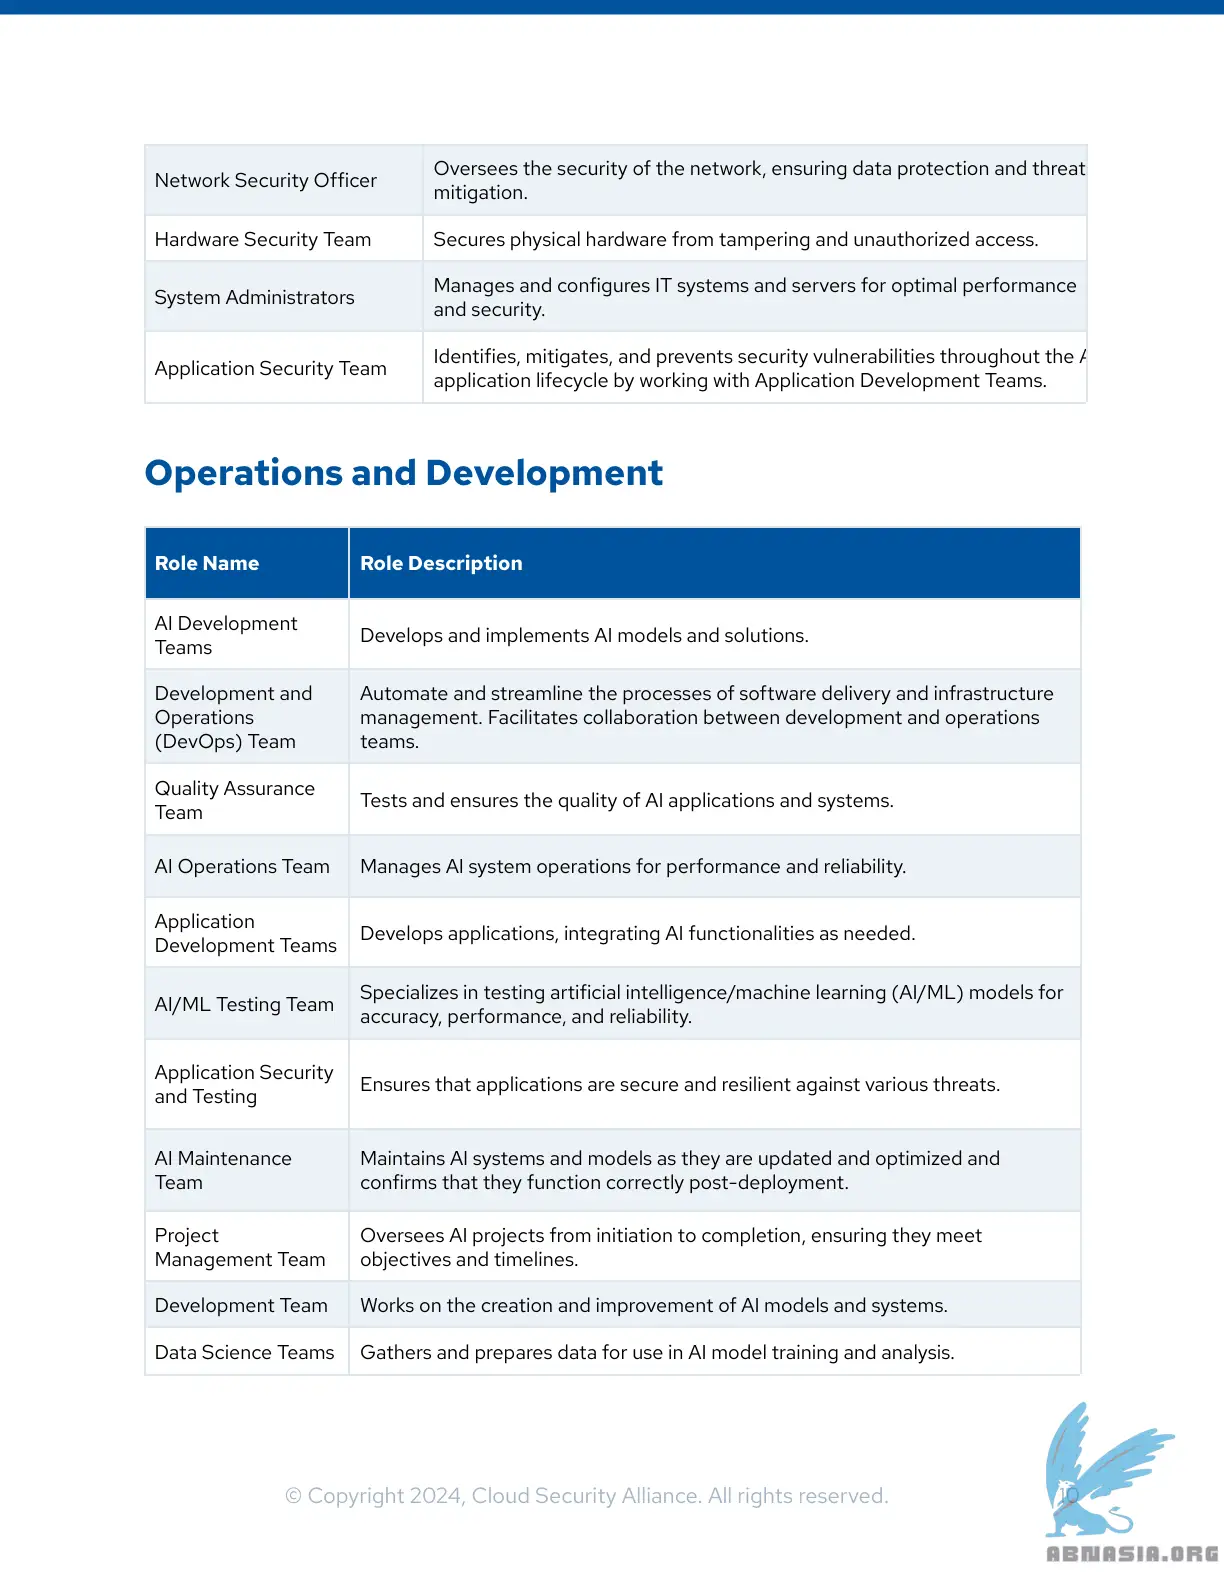 Network Security Officer
Oversees the security of the network, ensuring data protection and threat
mitigation.
Hardware Security Team
Secures physical hardware from tampering and unauthorized access.
System Administrators
Manages and configures IT systems and servers for optimal performance
and security.
Application Security Team
Identifies, mitigates, and prevents security vulnerabilities throughout the
application lifecycle by working with Application Development Teams.
Operations and Development
Role Name
Role Description
AI Development
Teams
Develops and implements AI models and solutions.
Development and
Operations
(DevOps) Team
Automate and streamline the processes of software delivery and infrastructure
management. Facilitates collaboration between development and operations
teams.
Quality Assurance
Team
Tests and ensures the quality of AI applications and systems.
AI Operations Team
Manages AI system operations for performance and reliability.
Application
Development Teams
Develops applications, integrating AI functionalities as needed.
AI/ML Testing Team
Specializes in testing artificial intelligence/machine learning (AI/ML) models for
accuracy, performance, and reliability.
Application Security
and Testing
Ensures that applications are secure and resilient against various threats.
AI Maintenance
Team
Maintains AI systems and models as they are updated and optimized and
confirms that they function correctly post-deployment.
Project
Management Team
Oversees AI projects from initiation to completion, ensuring they meet
objectives and timelines.
Development Team
Works on the creation and improvement of AI models and systems.
Data Science Teams
Gathers and prepares data for use in AI model training and analysis.
© Copyright 2024, Cloud Security Alliance. All rights reserved.
10
ABNASIA.ORG